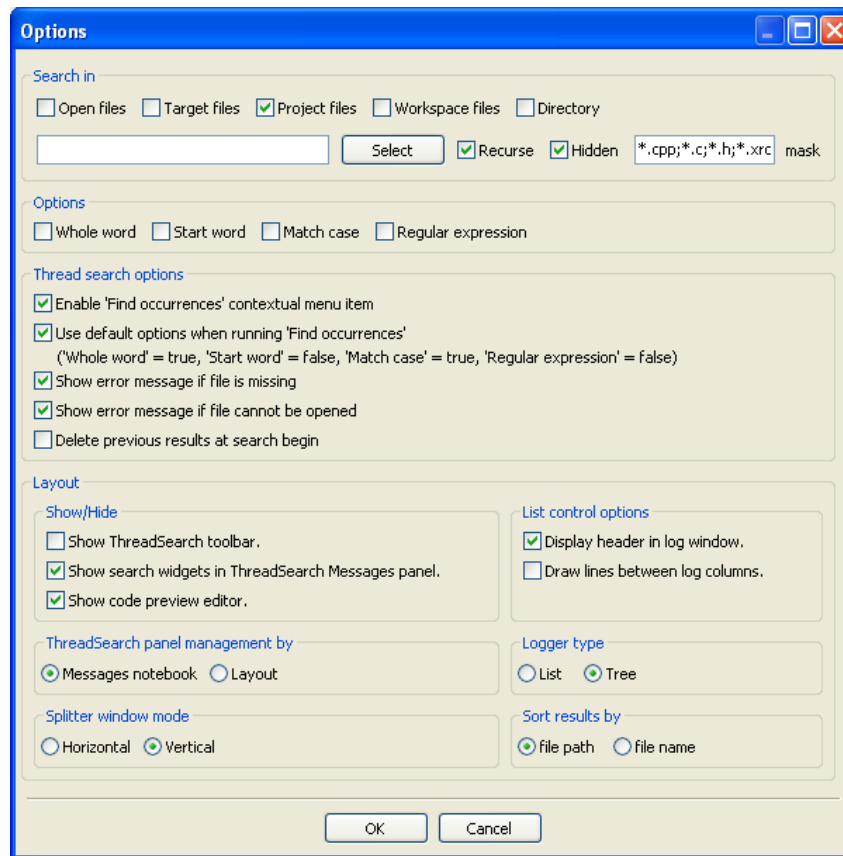 Options
Search in
Open files Target files Project files Workspace files Directory
Select Recurse Hidden *.cpp;*.c;*.h;*.xrc mask
Options
Whole word Start word Match case Regular expression
Thread search options
Enable 'Find occurrences' contextual menu item
Use default options when running 'Find occurrences'
('Whole word' = true, 'Start word' = false, 'Match case' = true, 'Regular expression' = false)
Show error message if file is missing
Show error message if file cannot be opened
Delete previous results at search begin
Layout
Show/Hide
Show ThreadSearch toolbar.
Show search widgets in ThreadSearch Messages panel.
Show code preview editor.
List control options
Display header in log window.
Draw lines between log columns.
ThreadSearch panel management by
Messages notebook Layout
Logger type
List Tree
Splitter window mode
Horizontal Vertical
Sort results by
file path file name
OK Cancel